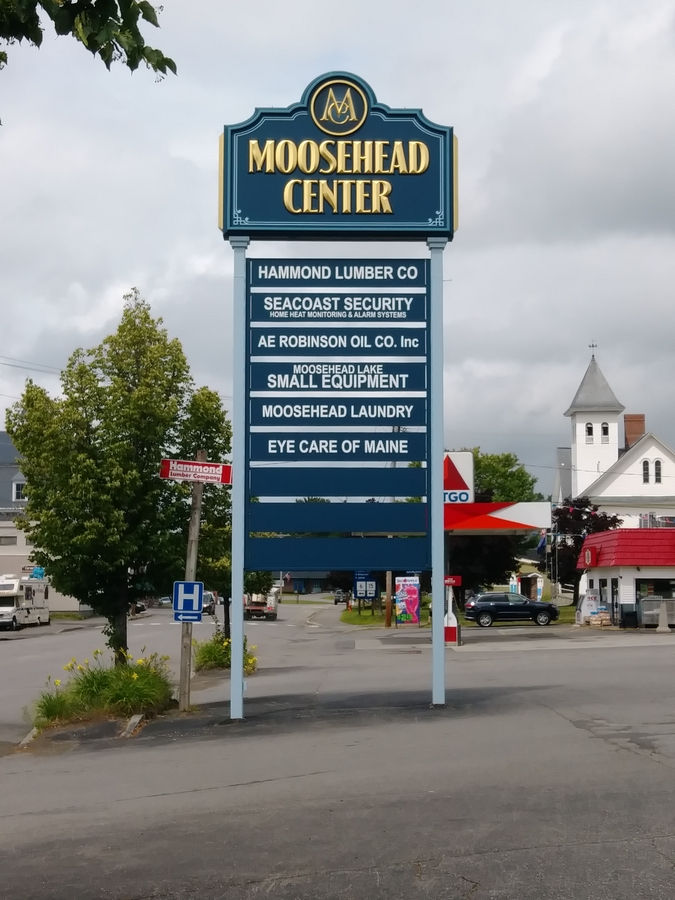 MC
MOOSEHEAD
CENTER
HAMMOND LUMBER CO
SEACOAST SECURITY
HOME HEAT MONITORING & ALARM SYSTEMS
AE ROBINSON OIL CO. Inc
MOOSEHEAD LAKE
SMALL EQUIPMENT
MOOSEHEAD LAUNDRY
EYE CARE OF MAINE
Hammond
Lumber Company
TGO
H